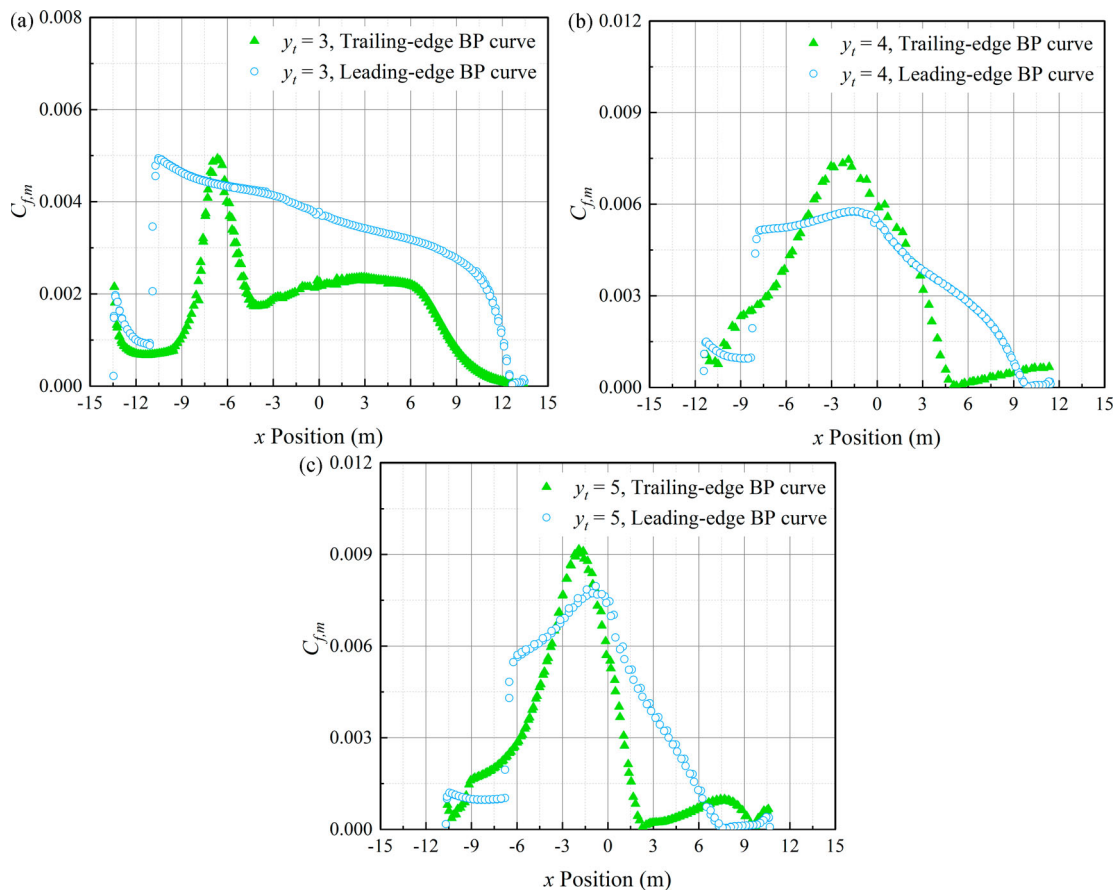 (a)
0.008
0.006
0.004
0.002
0.000
C_{f,m}
y_t = 3, Trailing-edge BP curve
y_t = 3, Leading-edge BP curve
-15 -12 -9 -6 -3 0 3 6 9 12 15
x Position (m)
(b)
0.012
0.009
0.006
0.003
0.000
C_{f,m}
y_t = 4, Trailing-edge BP curve
y_t = 4, Leading-edge BP curve
-15 -12 -9 -6 -3 0 3 6 9 12 15
x Position (m)
(c)
0.012
0.009
0.006
0.003
0.000
C_{f,m}
y_t = 5, Trailing-edge BP curve
y_t = 5, Leading-edge BP curve
-15 -12 -9 -6 -3 0 3 6 9 12 15
x Position (m)